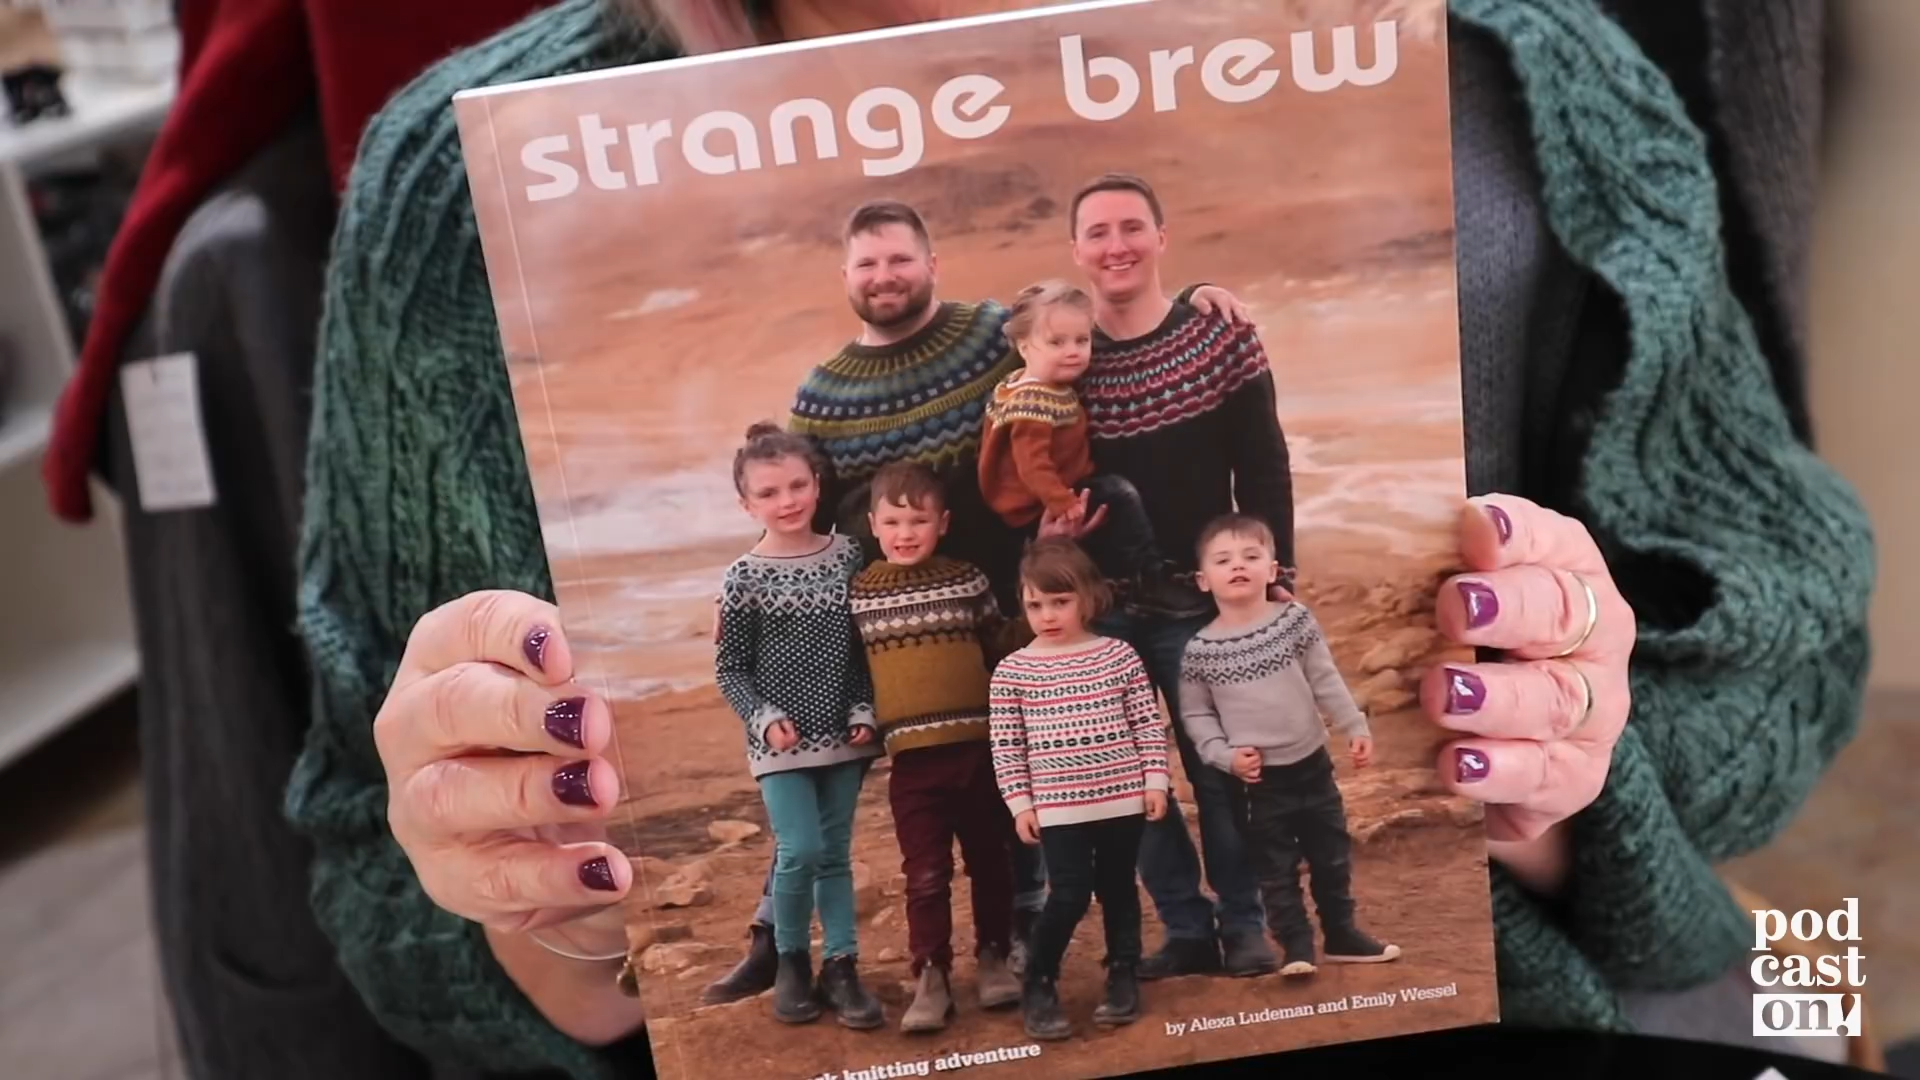 strange brew
by Alexa Ludeman and Emily Wessel
knitting adventure
pod
cast
on!